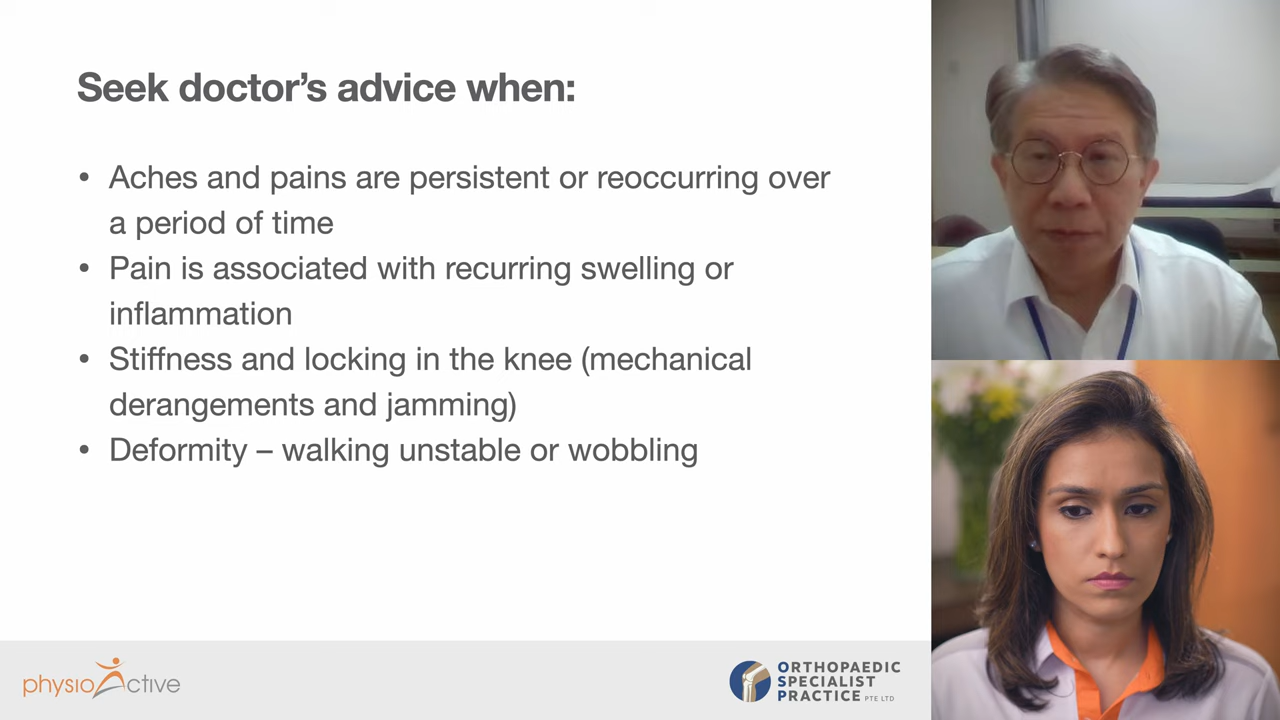 Seek doctor’s advice when:
• Aches and pains are persistent or reoccurring over
a period of time
• Pain is associated with recurring swelling or
inflammation
• Stiffness and locking in the knee (mechanical
derangements and jamming)
• Deformity – walking unstable or wobbling
physioActive
ORTHOPAEDIC
SPECIALIST
PRACTICE PTE LTD